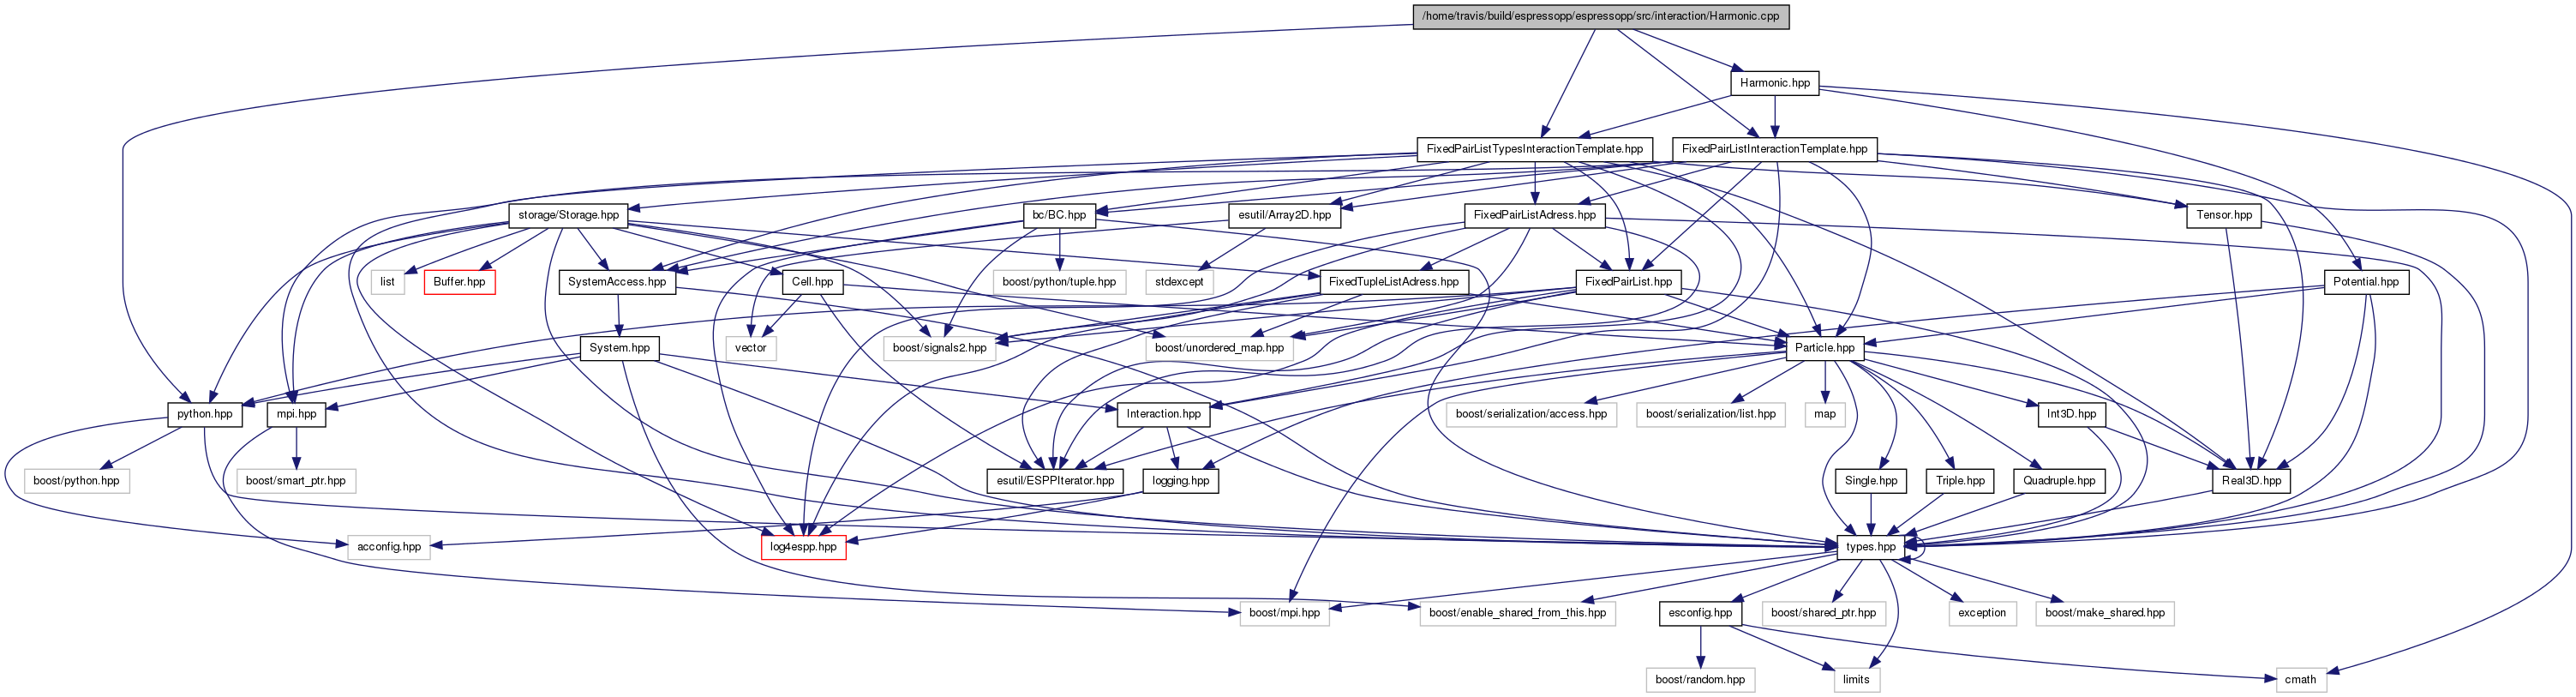 /home/travis/build/espressopp/espressopp/src/interaction/Harmonic.cpp
Harmonic.hpp
FixedPairListTypesInteractionTemplate.hpp
FixedPairListInteractionTemplate.hpp
storage/Storage.hpp
bc/BC.hpp
esutil/Array2D.hpp
FixedPairListAdress.hpp
Tensor.hpp
list
Buffer.hpp
SystemAccess.hpp
Cell.hpp
boost/python/tuple.hpp
stdexcept
FixedTupleListAdress.hpp
FixedPairList.hpp
Potential.hpp
System.hpp
vector
boost/signals2.hpp
boost/unordered_map.hpp
Particle.hpp
python.hpp
mpi.hpp
Interaction.hpp
boost/serialization/access.hpp
boost/serialization/list.hpp
map
Int3D.hpp
boost/python.hpp
boost/smart_ptr.hpp
esutil/ESPPIterator.hpp
logging.hpp
Single.hpp
Triple.hpp
Quadruple.hpp
Real3D.hpp
acconfig.hpp
log4espp.hpp
types.hpp
boost/mpi.hpp
boost/enable_shared_from_this.hpp
esconfig.hpp
boost/shared_ptr.hpp
exception
boost/make_shared.hpp
boost/random.hpp
limits
cmath